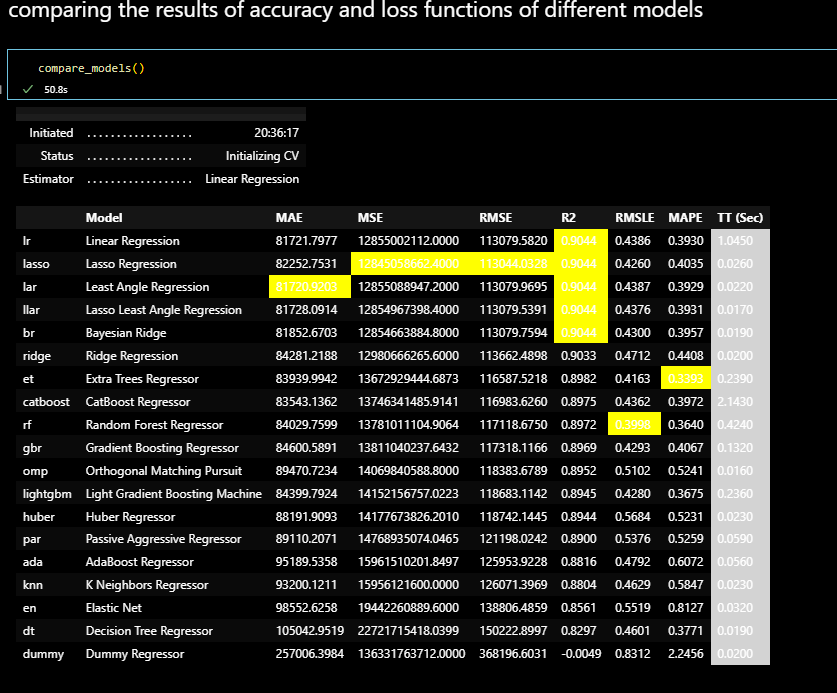 comparing the results of accuracy and loss functions of different models
compare_models()
✓ 50.8s
Initiated .................. 20:36:17
Status .................. Initializing CV
Estimator .................. Linear Regression
Model MAE MSE RMSE R2 RMSLE MAPE TT (Sec)
lr Linear Regression 81721.7977 12855002112.0000 113079.5820 0.9044 0.4386 0.3930 1.0450
lasso Lasso Regression 82252.7531 12845058662.4000 113044.0328 0.9044 0.4260 0.4035 0.0260
lar Least Angle Regression 81720.9203 12855088947.2000 113079.9695 0.9044 0.4387 0.3929 0.0220
llar Lasso Least Angle Regression 81728.0914 12854967398.4000 113079.5391 0.9044 0.4376 0.3931 0.0170
br Bayesian Ridge 81852.6703 12854663884.8000 113079.7594 0.9044 0.4300 0.3957 0.0190
ridge Ridge Regression 84281.2188 12980666265.6000 113662.4898 0.9033 0.4712 0.4408 0.0200
et Extra Trees Regressor 83939.9942 13672929444.6873 116587.5218 0.8982 0.4163 0.3393 0.2390
catboost CatBoost Regressor 83543.1362 13746341485.9141 116983.6260 0.8975 0.4362 0.3972 2.1430
rf Random Forest Regressor 84029.7599 13781011104.9064 117118.6750 0.8972 0.3998 0.3640 0.4240
gbr Gradient Boosting Regressor 84600.5891 13811040237.6432 117318.1166 0.8969 0.4293 0.4067 0.1320
omp Orthogonal Matching Pursuit 89470.7234 14069840588.8000 118383.6789 0.8952 0.5102 0.5241 0.0160
lightgbm Light Gradient Boosting Machine 84399.7924 14152156757.0223 118683.1142 0.8945 0.4280 0.3675 0.2360
huber Huber Regressor 88191.9093 14177673826.2010 118742.1445 0.8944 0.5684 0.5231 0.0230
par Passive Aggressive Regressor 89110.2071 14768935074.0465 121198.0242 0.8900 0.5376 0.5259 0.0590
ada AdaBoost Regressor 95189.5358 15961510201.8497 125953.9228 0.8816 0.4792 0.6072 0.0560
knn K Neighbors Regressor 93200.1211 15956121600.0000 126071.3969 0.8804 0.4629 0.5847 0.0230
en Elastic Net 98552.6258 19442260889.6000 138806.4859 0.8561 0.5519 0.8127 0.0320
dt Decision Tree Regressor 105042.9519 22721715418.0399 150222.8997 0.8297 0.4601 0.3771 0.0190
dummy Dummy Regressor 257006.3984 136331763712.0000 368196.6031 -0.0049 0.8312 2.2456 0.0200